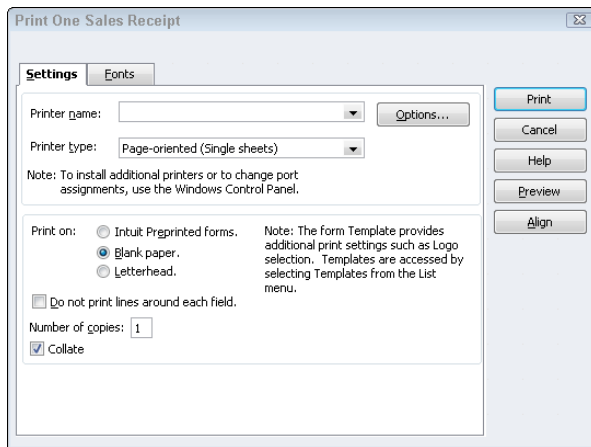 Print One Sales Receipt
Settings
Fonts
Printer name:
Options...
Printer type:
Page-oriented (Single sheets)
Note: To install additional printers or to change port
assignments, use the Windows Control Panel.
Print on:
Intuit Preprinted forms.
Blank paper.
Letterhead.
Note: The form Template provides
additional print settings such as Logo
selection. Templates are accessed by
selecting Templates from the List
menu.
Do not print lines around each field.
Number of copies: 1
Collate
Print
Cancel
Help
Preview
Align